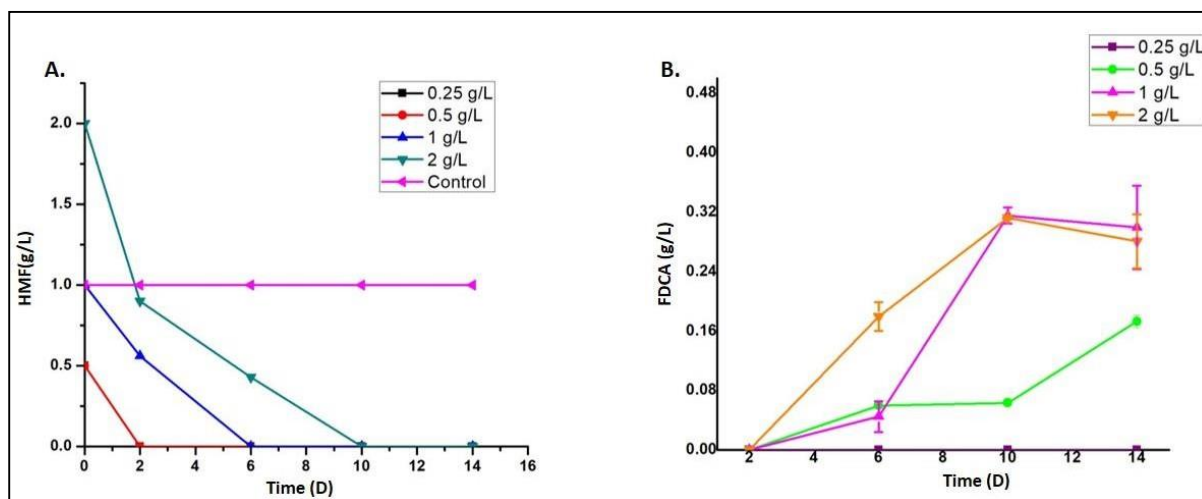 A.
0.25 g/L
0.5 g/L
1 g/L
2 g/L
Control
HMF(g/L)
2.0
1.5
1.0
0.5
0.0
0 2 4 6 8 10 12 14 16
Time (D)
B.
0.25 g/L
0.5 g/L
1 g/L
2 g/L
FDCA (g/L)
0.48
0.40
0.32
0.24
0.16
0.08
0.00
2 4 6 8 10 12 14
Time (D)